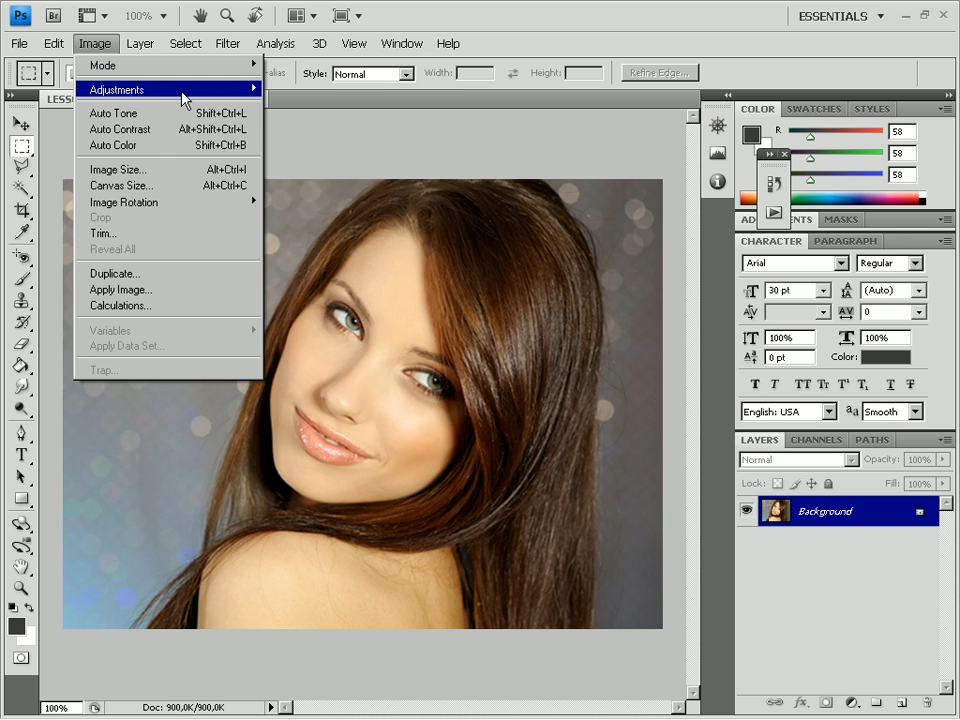 Ps Br 100% ESSENTIALS
File Edit Image Layer Select Filter Analysis 3D View Window Help
Style: Normal Width: Height: Refine Edge...
Mode
Adjustments
Auto Tone Shift+Ctrl+L
Auto Contrast Alt+Shift+Ctrl+L
Auto Color Shift+Ctrl+B
Image Size... Alt+Ctrl+I
Canvas Size... Alt+Ctrl+C
Image Rotation
Crop
Trim...
Reveal All
Duplicate...
Apply Image...
Calculations...
Variables
Apply Data Set...
Trap...
COLOR SWATCHES STYLES
R 58
58
58
MASKS
CHARACTER PARAGRAPH
Arial Regular
30 pt (Auto)
0
100% 100%
0 pt Color:
English: USA aa Smooth
LAYERS CHANNELS PATHS
Normal Opacity: 100%
Lock: Fill: 100%
Background
100% Doc: 900,0K/900,0K